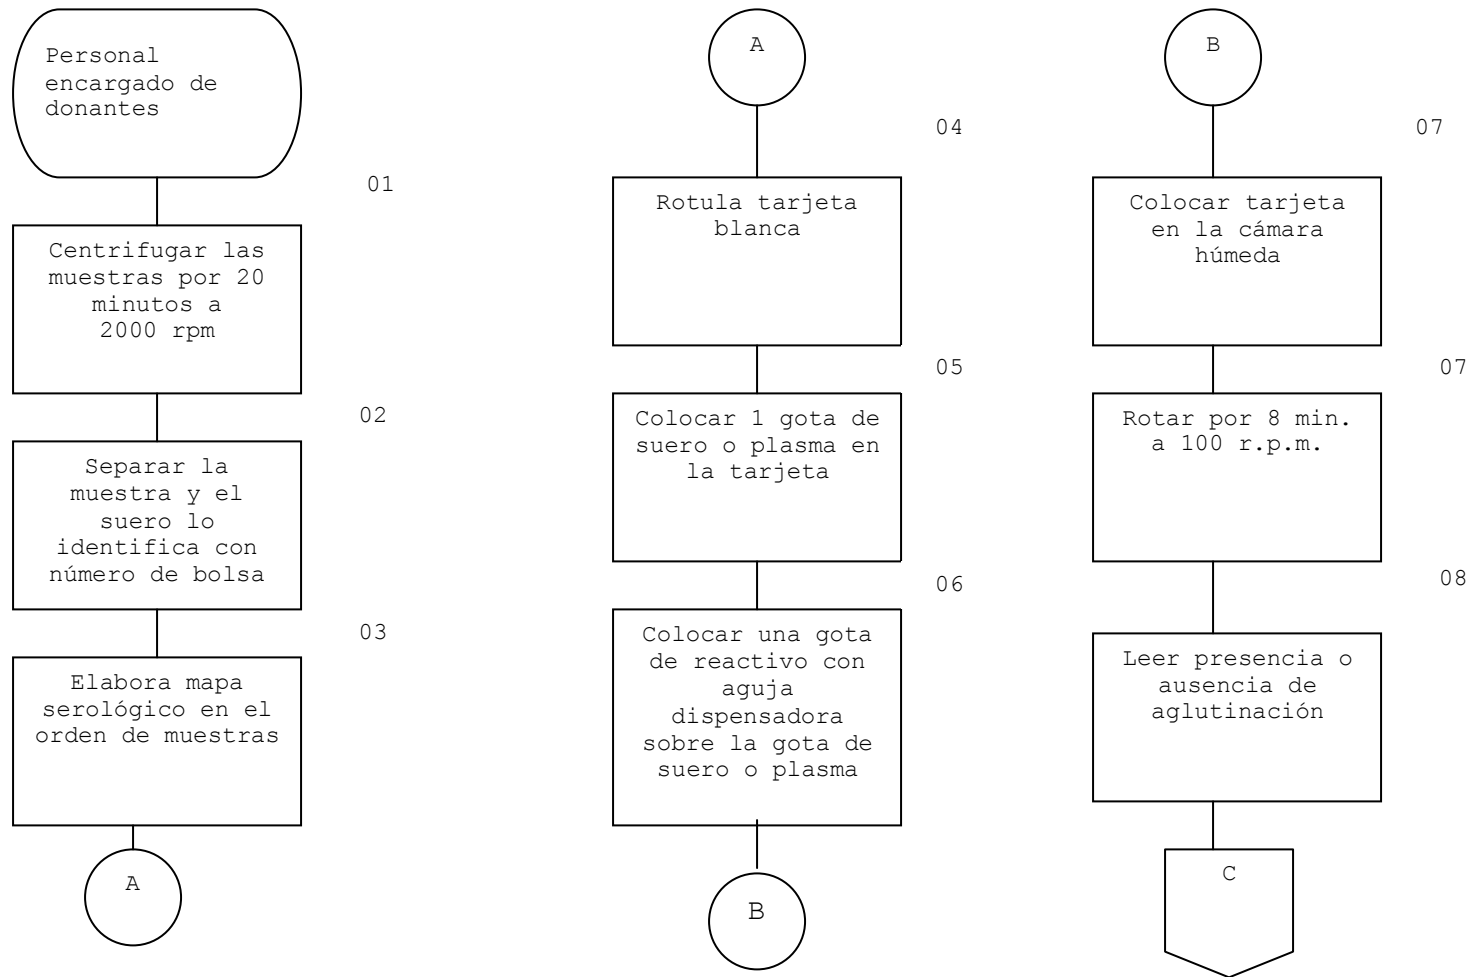 Personal
encargado de
donantes
01
Centrifugar las
muestras por 20
minutos a
2000 rpm
02
Separar la
muestra y el
suero lo
identifica con
número de bolsa
03
Elabora mapa
serológico en el
orden de muestras
A
A
04
Rotula tarjeta
blanca
05
Colocar 1 gota de
suero o plasma en
la tarjeta
06
Colocar una gota
de reactivo con
aguja
dispensadora
sobre la gota de
suero o plasma
B
B
07
Colocar tarjeta
en la cámara
húmeda
07
Rotar por 8 min.
a 100 r.p.m.
08
Leer presencia o
ausencia de
aglutinación
C